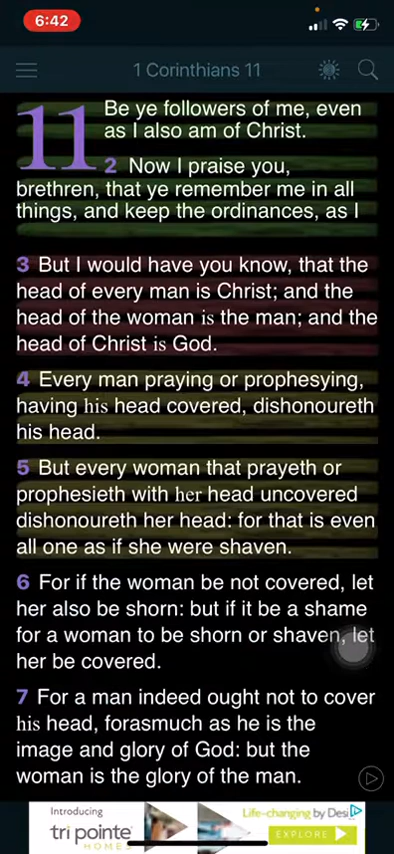 6:42
1 Corinthians 11
11 Be ye followers of me, even
as I also am of Christ.
2 Now I praise you,
brethren, that ye remember me in all
things, and keep the ordinances, as I
3 But I would have you know, that the
head of every man is Christ; and the
head of the woman is the man; and the
head of Christ is God.
4 Every man praying or prophesying,
having his head covered, dishonoureth
his head.
5 But every woman that prayeth or
prophesieth with her head uncovered
dishonoureth her head: for that is even
all one as if she were shaven.
6 For if the woman be not covered, let
her also be shorn: but if it be a shame
for a woman to be shorn or shaven, let
her be covered.
7 For a man indeed ought not to cover
his head, forasmuch as he is the
image and glory of God: but the
woman is the glory of the man.
Introducing
tri pointe
HOMES
Life-changing by Desi
EXPLORE